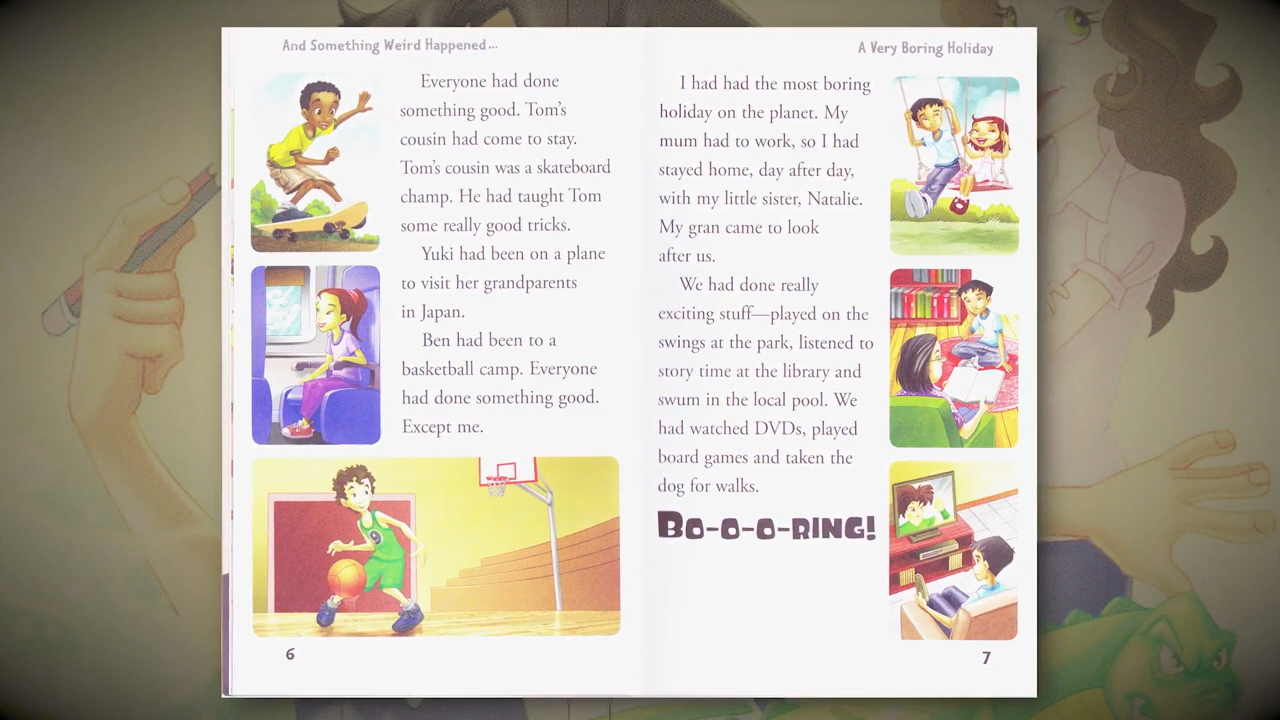 And Something Weird Happened...
Everyone had done
something good. Tom's
cousin had come to stay.
Tom's cousin was a skateboard
champ. He had taught Tom
some really good tricks.
Yuki had been on a plane
to visit her grandparents
in Japan.
Ben had been to a
basketball camp. Everyone
had done something good.
Except me.
9
6
A Very Boring Holiday
I had had the most boring
holiday on the planet. My
mum had to work, so I had
stayed home, day after day,
with my little sister, Natalie.
My gran came to look
after us.
We had done really
exciting stuff—played on the
swings at the park, listened to
story time at the library and
swum in the local pool. We
had watched DVDs, played
board games and taken the
dog for walks.
BO-O-O-RING!
7